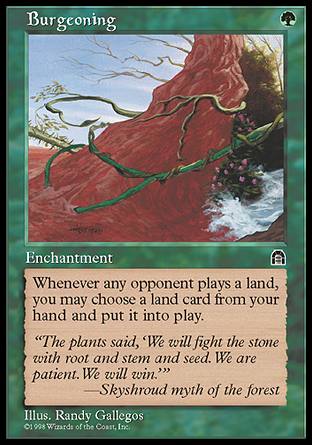 Burgeoning
Enchantment
Whenever any opponent plays a land,
you may choose a land card from your
hand and put it into play.
"The plants said, 'We will fight the stone
with root and stem and seed. We are
patient. We will win.'"
—Skyshroud myth of the forest
Illus. Randy Gallegos
©1998 Wizards of the Coast, Inc.